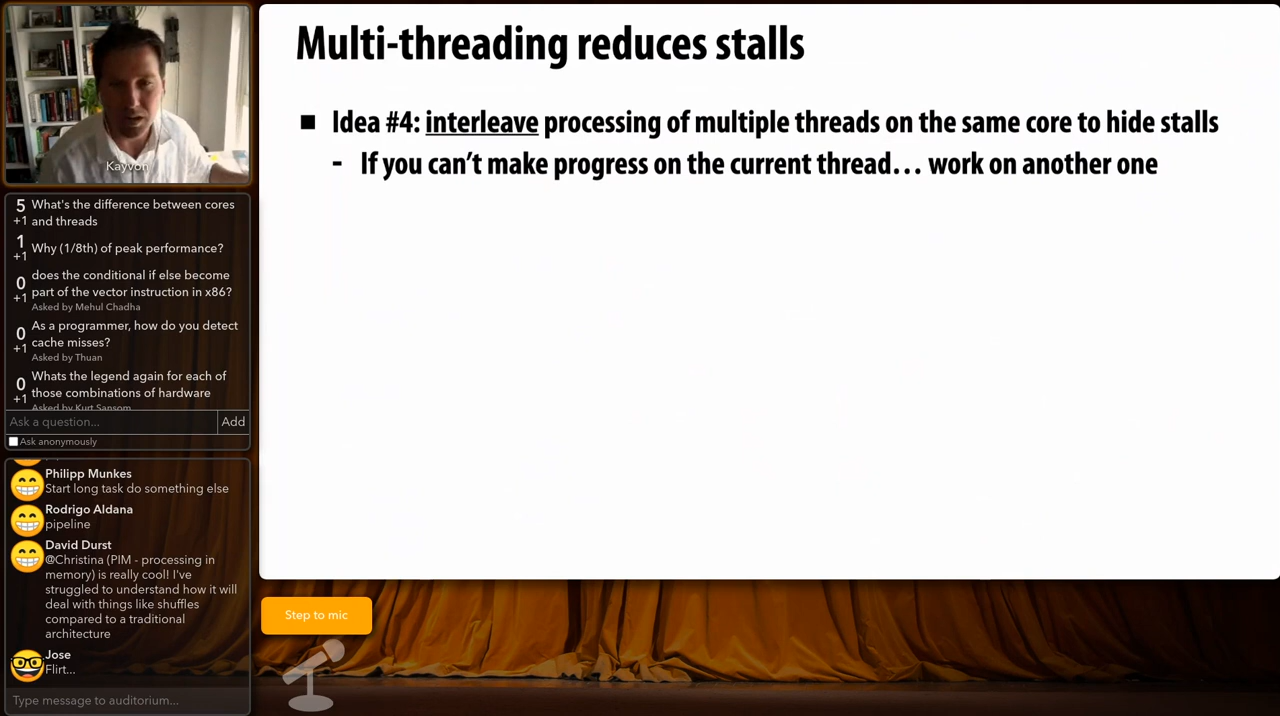 Kayvon
5
+1
What's the difference between cores
and threads
1
+1
Why (1/8th) of peak performance?
0
+1
does the conditional if else become
part of the vector instruction in x86?
Asked by Mehul Chadha
0
+1
As a programmer, how do you detect
cache misses?
Asked by Thuan
0
+1
Whats the legend again for each of
those combinations of hardware
Asked by Kurt Sansom
Ask a question...
Add
Ask anonymously
Philipp Munkes
Start long task do something else
Rodrigo Aldana
pipeline
David Durst
@Christina (PIM - processing in
memory) is really cool! I've
struggled to understand how it will
deal with things like shuffles
compared to a traditional
architecture
Jose
Flirt...
Type message to auditorium...
Multi-threading reduces stalls
■ Idea #4: interleave processing of multiple threads on the same core to hide stalls
- If you can’t make progress on the current thread… work on another one
Step to mic